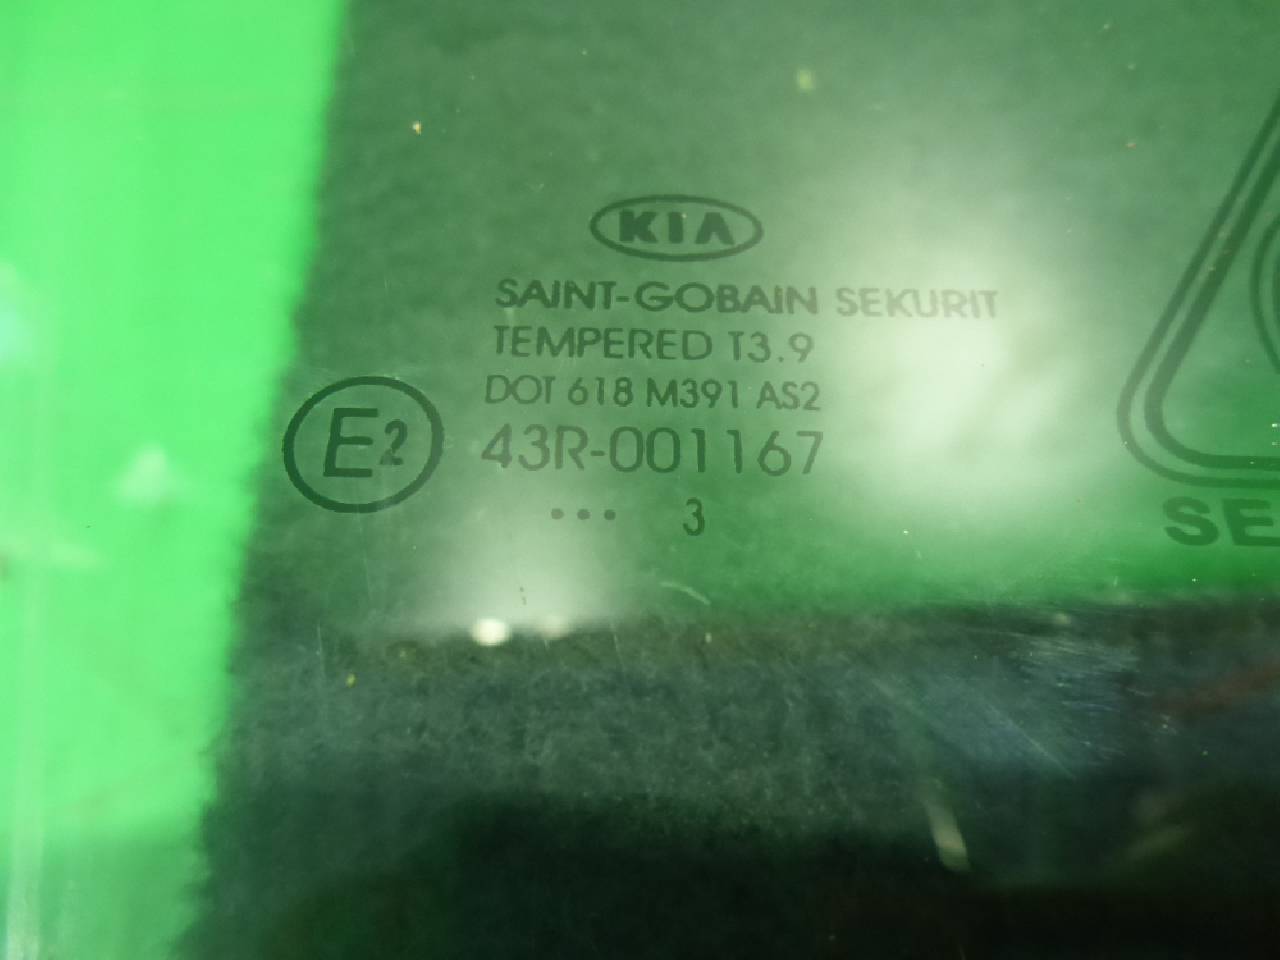 KIA
SAINT-GOBAIN SEKURIT
TEMPERED T3.9
DOT 618 M391 AS2
E2 43R-001167
••• 3